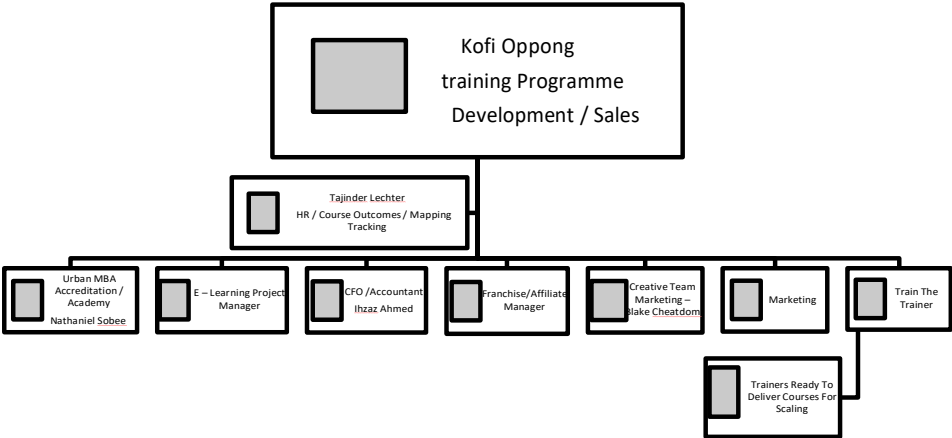 Kofi Oppong
training Programme
Development / Sales
Tajinder Lechter
HR / Course Outcomes / Mapping
Tracking
Urban MBA
Accreditation /
Academy
Nathaniel Sobee
E – Learning Project
Manager
CFO /Accountant
Ihzaz Ahmed
Franchise/Affiliate
Manager
Creative Team
Marketing –
Blake Cheatdom
Marketing
Train The
Trainer
Trainers Ready To
Deliver Courses For
Scaling